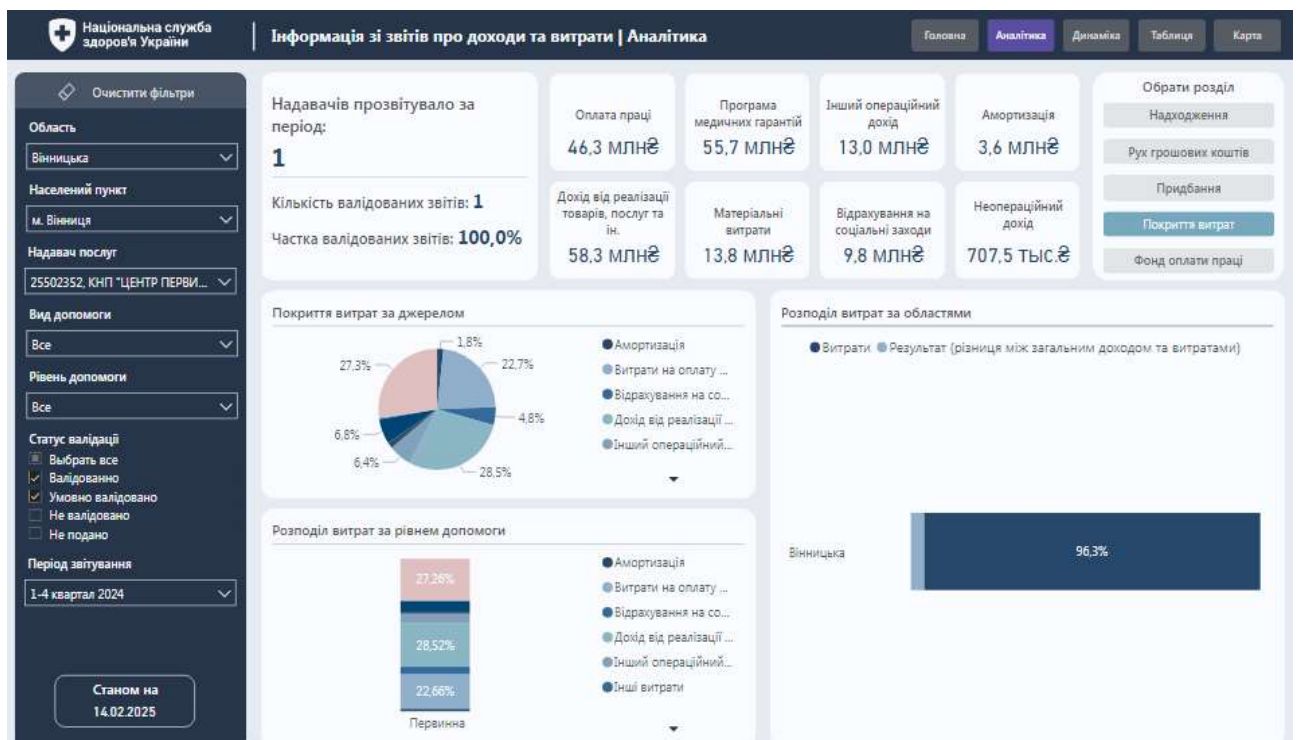 Національна служба
здоров'я України
Інформація зі звітів про доходи та витрати | Аналітика
Головна
Аналітика
Динаміка
Таблиця
Карта
Очистити фільтри
Область
Вінницька
Населений пункт
м. Вінниця
Надавач послуг
25502352, КНП "ЦЕНТР ПЕРВИ...
Вид допомоги
Все
Рівень допомоги
Все
Статус валідації
Выбрать все
Валідованно
Умовно валідовано
Не валідовано
Не подано
Період звітування
1-4 квартал 2024
Станом на
14.02.2025
Надавачів прозвітувало за
період:
1
Кількість валідованих звітів: 1
Частка валідованих звітів: 100,0%
Оплата праці
46,3 млн₴
Програма
медичних гарантій
55,7 млн₴
Інший операційний
дохід
13,0 млн₴
Амортизація
3,6 млн₴
Дохід від реалізації
товарів, послуг та
ін.
58,3 млн₴
Матеріальні
витрати
13,8 млн₴
Відрахування на
соціальні заходи
9,8 млн₴
Неопераційний
дохід
707,5 тыс.₴
Обрати розділ
Надходження
Рух грошових коштів
Придбання
Покриття витрат
Фонд оплати праці
Покриття витрат за джерелом
1,8%
22,7%
4,8%
28,5%
6,4%
6,8%
27,3%
Амортизація
Витрати на оплату ...
Відрахування на со...
Дохід від реалізації ...
Інший операційний...
Розподіл витрат за рівнем допомоги
27,26%
28,52%
22,66%
Первинна
Амортизація
Витрати на оплату ...
Відрахування на со...
Дохід від реалізації ...
Інший операційний...
Інші витрати
Розподіл витрат за областями
Витрати
Результат (різниця між загальним доходом та витратами)
Вінницька
96,3%